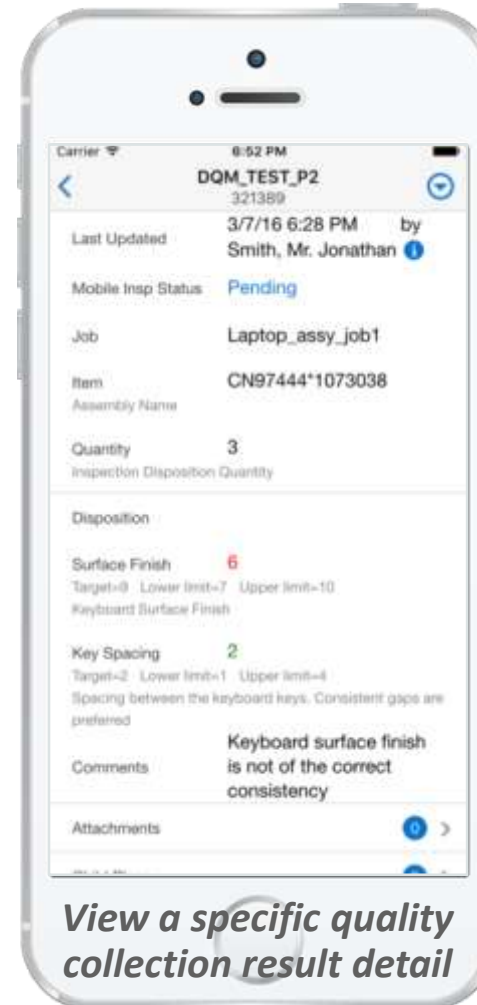 Carrier 6:52 PM
DQM_TEST_P2
321389
Last Updated 3/7/16 6:28 PM by
Smith, Mr. Jonathan
Mobile Insp Status Pending
Job Laptop_assy_job1
Item CN97444*1073038
Assembly Name
Quantity 3
Inspection Disposition Quantity
Disposition
Surface Finish 6
Target=9 Lower limit=7 Upper limit=10
Keyboard Surface Finish
Key Spacing 2
Target=2 Lower limit=1 Upper limit=4
Spacing between the keyboard keys. Consistent gaps are
preferred
Comments Keyboard surface finish
is not of the correct
consistency
Attachments 0
View a specific quality
collection result detail